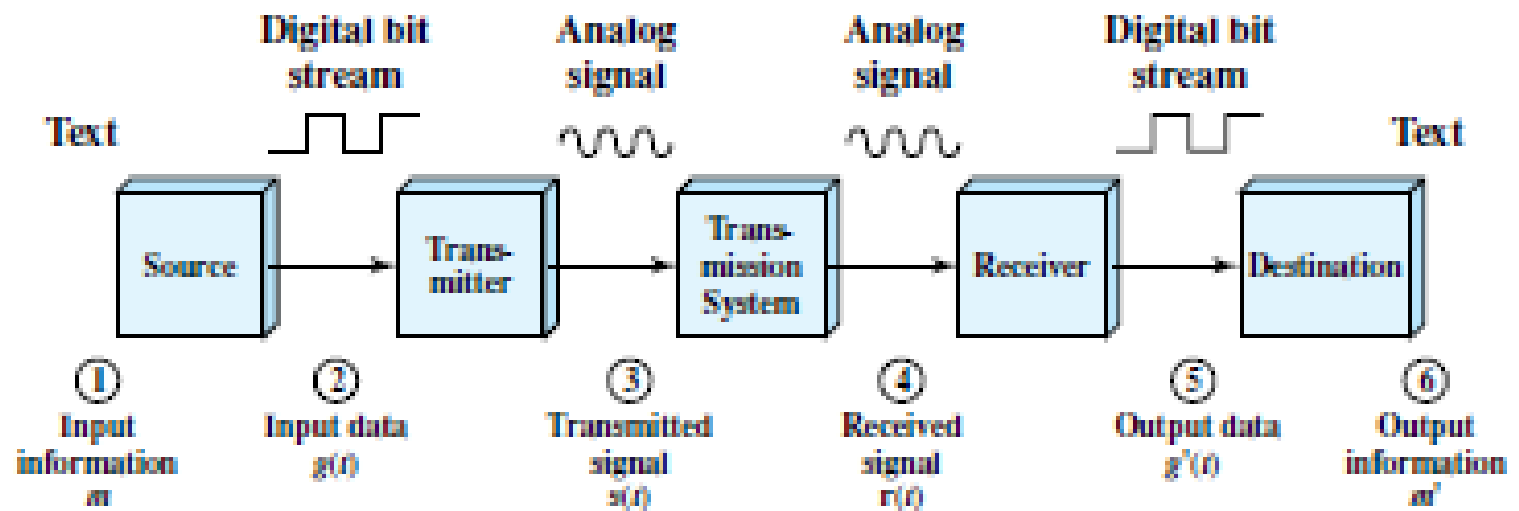 Digital bit
stream
Analog
signal
Analog
signal
Digital bit
stream
Text
Text
Source
Trans-
mitter
Trans-
mission
System
Receiver
Destination
1
Input
information
m
2
Input data
g(t)
3
Transmitted
signal
s(t)
4
Received
signal
r(t)
5
Output data
g'(t)
6
Output
information
m'